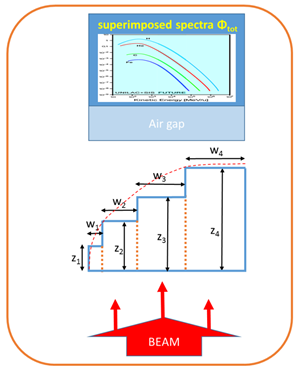 superimposed spectra Φtot
Kinetic Energy (MeV/u)
Air gap
w4
w3
w2
w1
z1
z2
z3
z4
BEAM